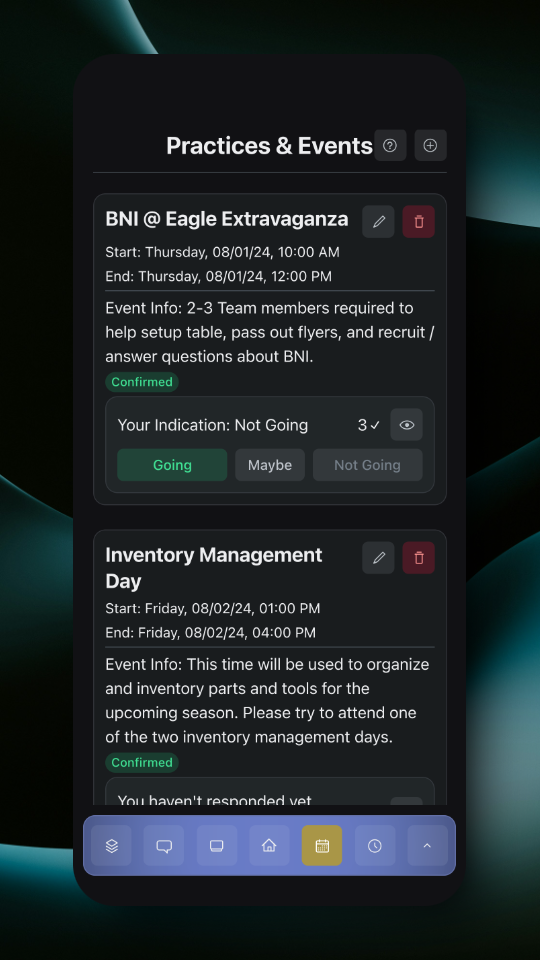 Practices & Events
BNI @ Eagle Extravaganza
Start: Thursday, 08/01/24, 10:00 AM
End: Thursday, 08/01/24, 12:00 PM
Event Info: 2-3 Team members required to
help setup table, pass out flyers, and recruit /
answer questions about BNI.
Confirmed
Your Indication: Not Going 3✓
Going Maybe Not Going
Inventory Management
Day
Start: Friday, 08/02/24, 01:00 PM
End: Friday, 08/02/24, 04:00 PM
Event Info: This time will be used to organize
and inventory parts and tools for the
upcoming season. Please try to attend one
of the two inventory management days.
Confirmed
You haven't responded yet